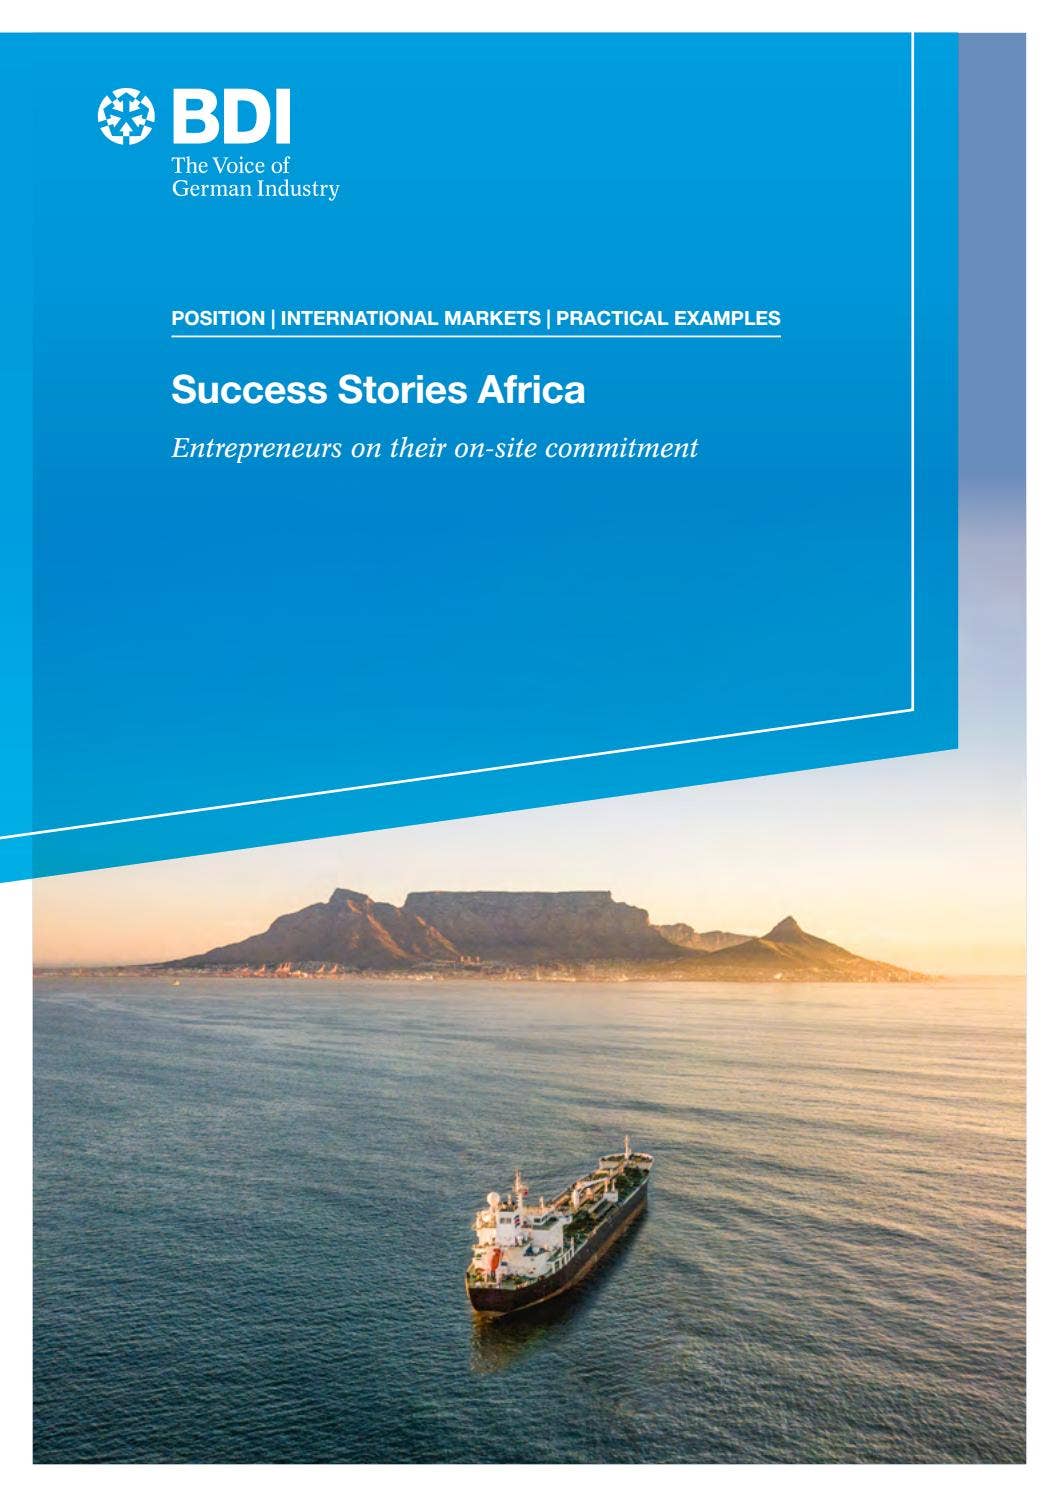 BDI
The Voice of
German Industry
POSITION | INTERNATIONAL MARKETS | PRACTICAL EXAMPLES
Success Stories Africa
Entrepreneurs on their on-site commitment